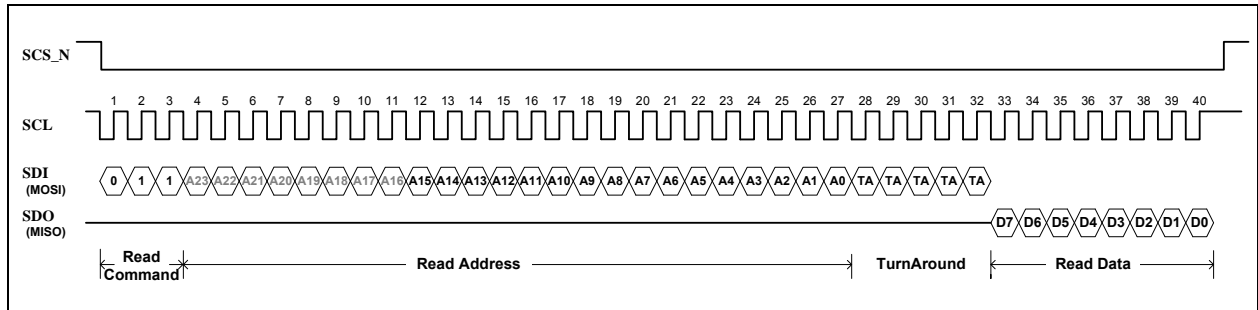 SCS_N
1 2 3 4 5 6 7 8 9 10 11 12 13 14 15 16 17 18 19 20 21 22 23 24 25 26 27 28 29 30 31 32 33 34 35 36 37 38 39 40
SCL
SDI
(MOSI)
0 1 1 A23 A22 A21 A20 A19 A18 A17 A16 A15 A14 A13 A12 A11 A10 A9 A8 A7 A6 A5 A4 A3 A2 A1 A0 TA TA TA TA TA
SDO
(MISO)
D7 D6 D5 D4 D3 D2 D1 D0
Read
Command
Read Address
TurnAround
Read Data